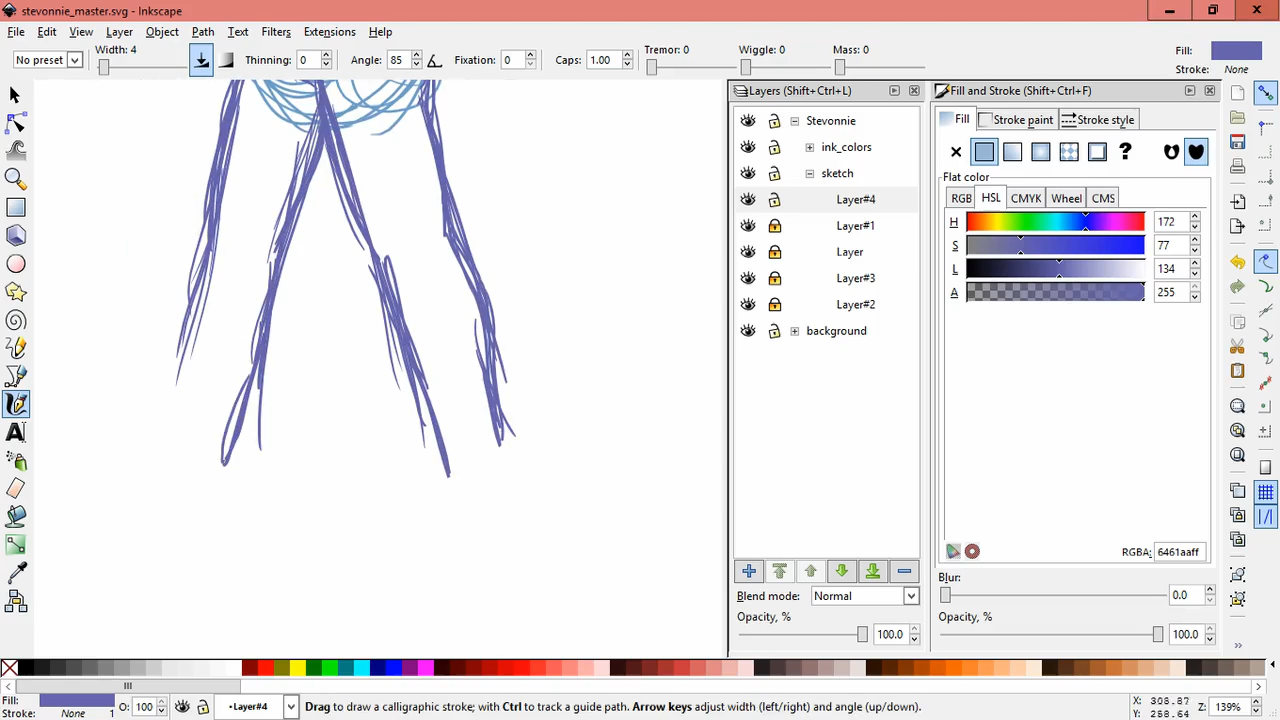 stevonnie_master.svg - Inkscape
File Edit View Layer Object Path Filters Text Extensions Help
No preset Width: 4 Thinning: 0 Angle: 85 Fixation: 0 Caps: 1.00 Tremor: 0 Wiggle: 0 Mass: 0 Fill: Stroke: None
Layers (Shift+Ctrl+L)
Stevonnie
ink_colors
sketch
Layer#4
Layer#1
Layer
Layer#3
Layer#2
background
Blend mode: Normal
Opacity, %
100.0
Fill and Stroke (Shift+Ctrl+F)
Fill Stroke paint Stroke style
?
Flat color
RGB HSL CMYK Wheel CMS
H 172
S 77
L 134
A 255
RGBA: 6461aaff
Blur:
0.0
Opacity, %
100.0
Fill:
Stroke: None 1
O: 100
•Layer#4
Drag to draw a calligraphic stroke; with Ctrl to track a guide path. Arrow keys adjust width (left/right) and angle (up/down).
X: 308.87
Y: 288.64
Z: 139%